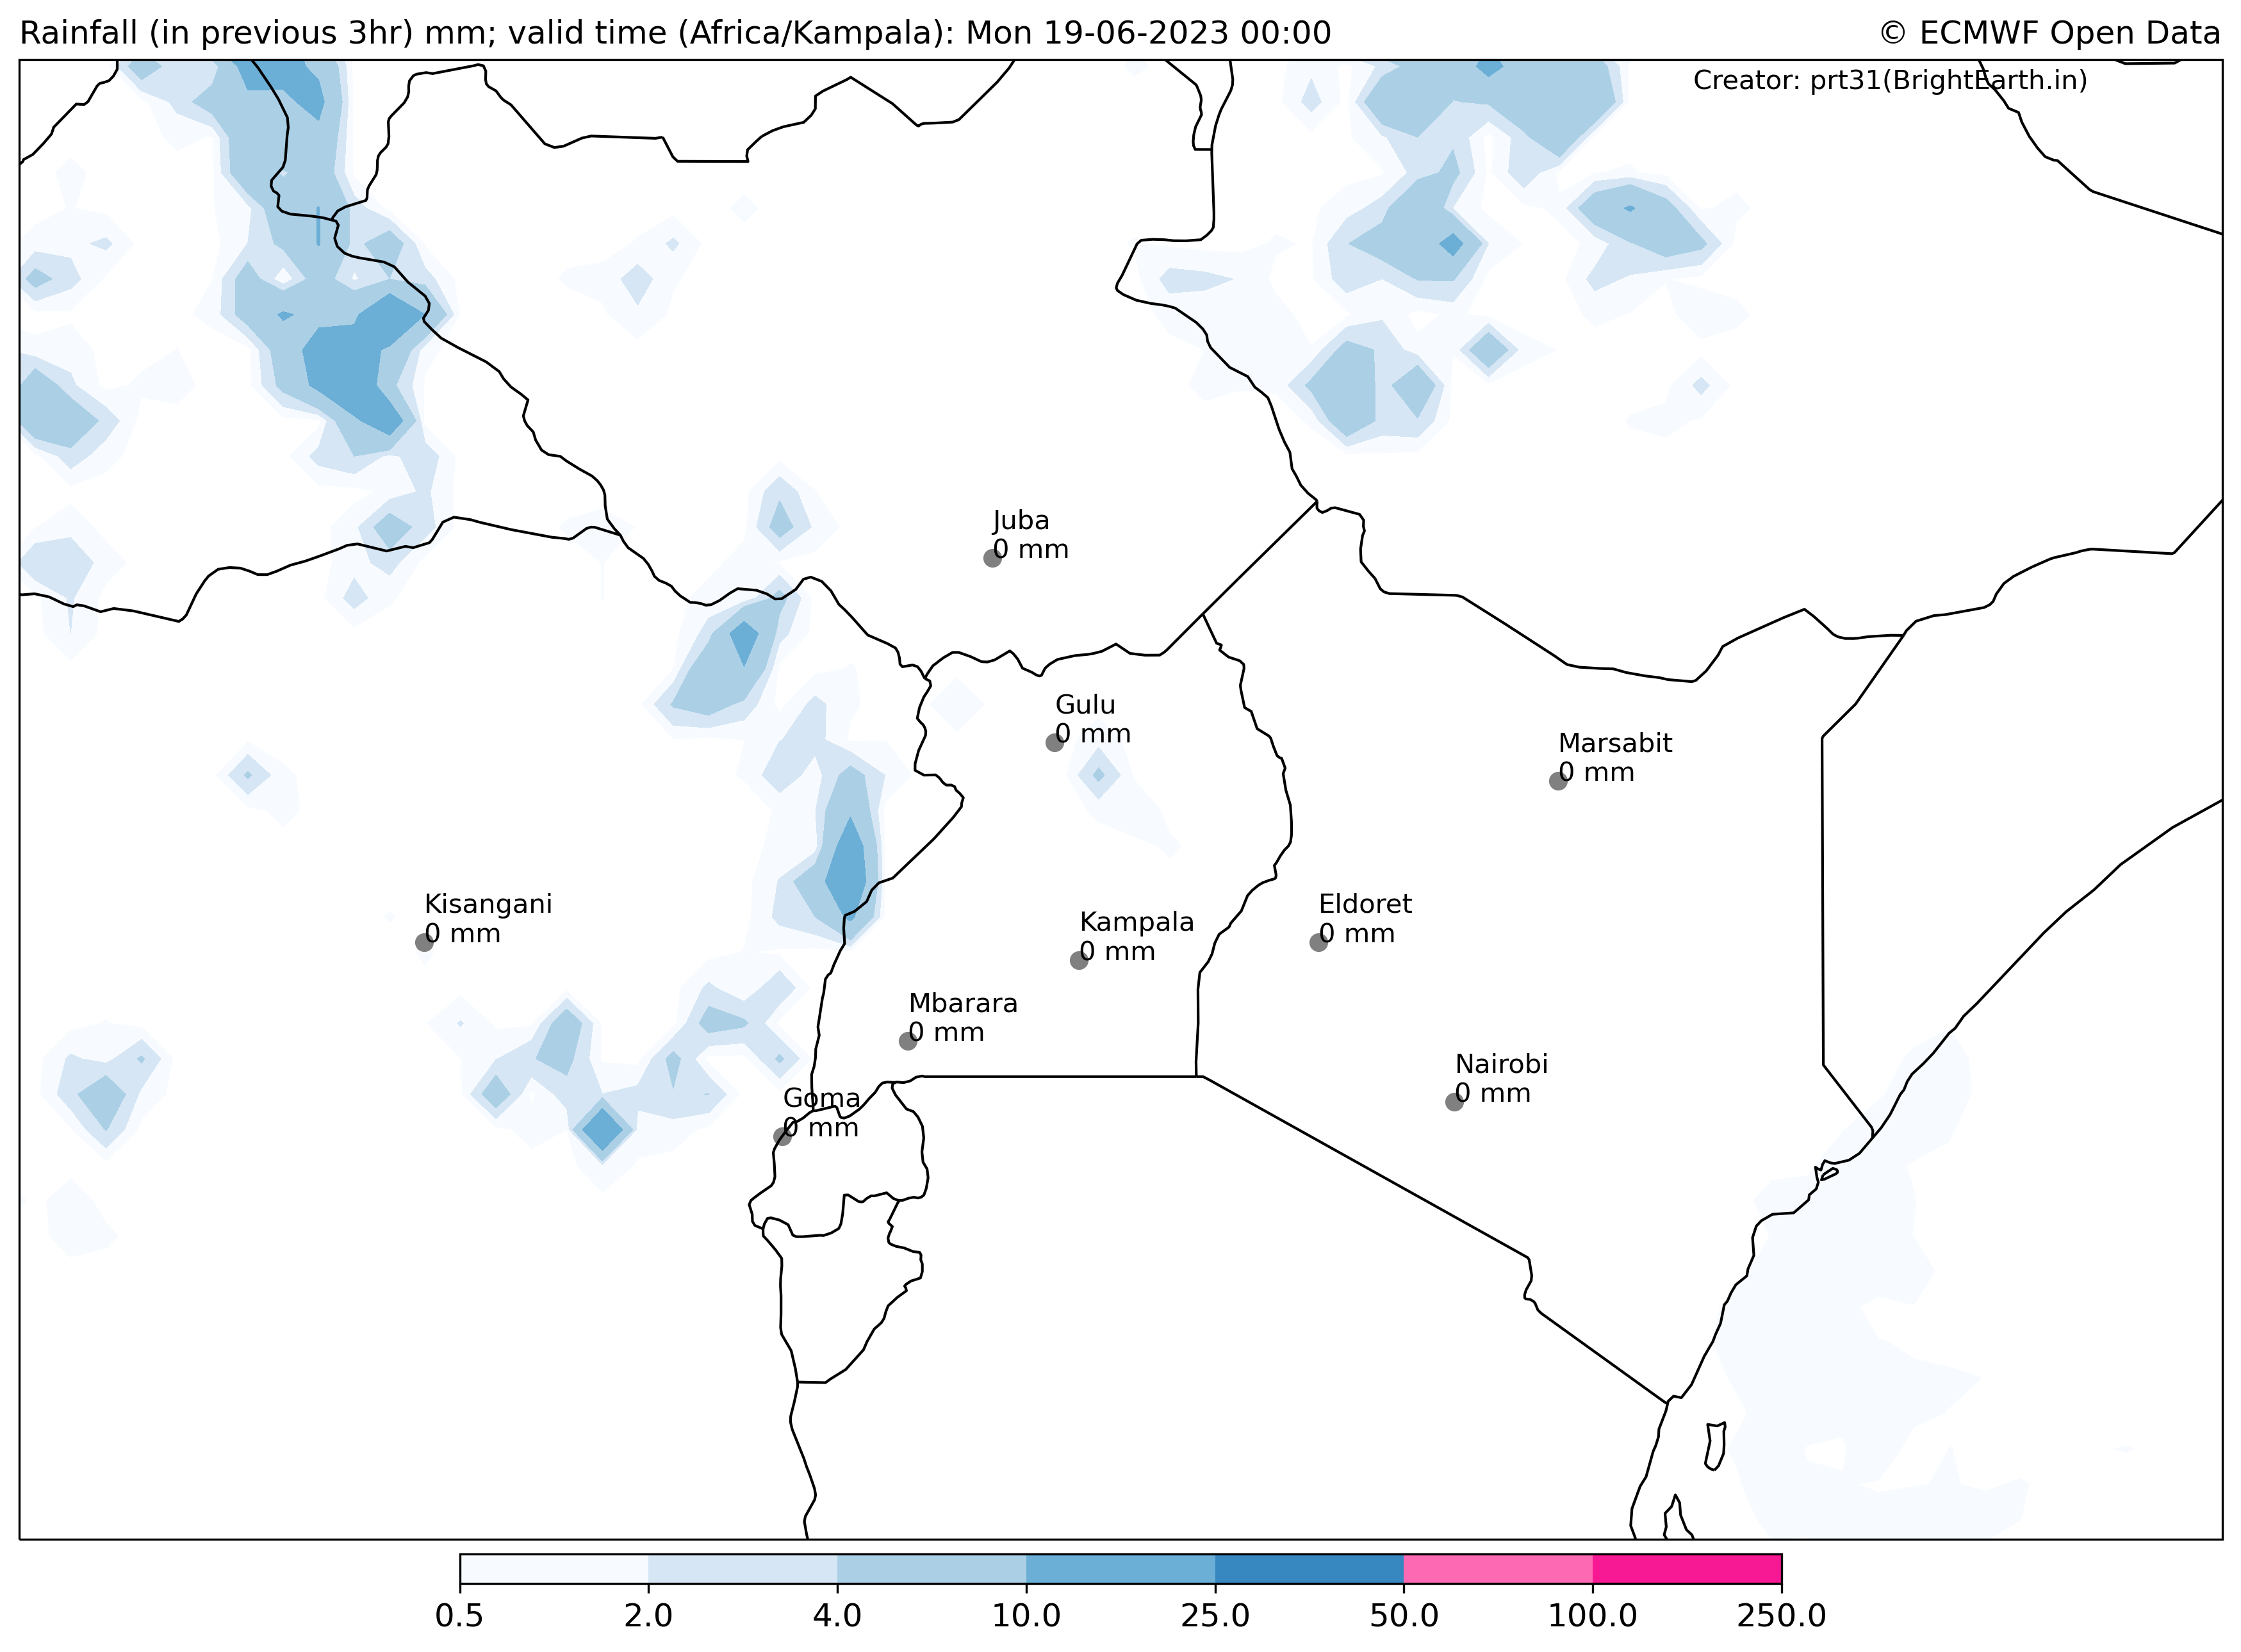 Rainfall (in previous 3hr) mm; valid time (Africa/Kampala): Mon 19-06-2023 00:00
© ECMWF Open Data
Creator: prt31(BrightEarth.in)
Juba
0 mm
Gulu
0 mm
Marsabit
0 mm
Kisangani
0 mm
Kampala
0 mm
Eldoret
0 mm
Mbarara
0 mm
Nairobi
0 mm
Goma
0 mm
0.5 2.0 4.0 10.0 25.0 50.0 100.0 250.0